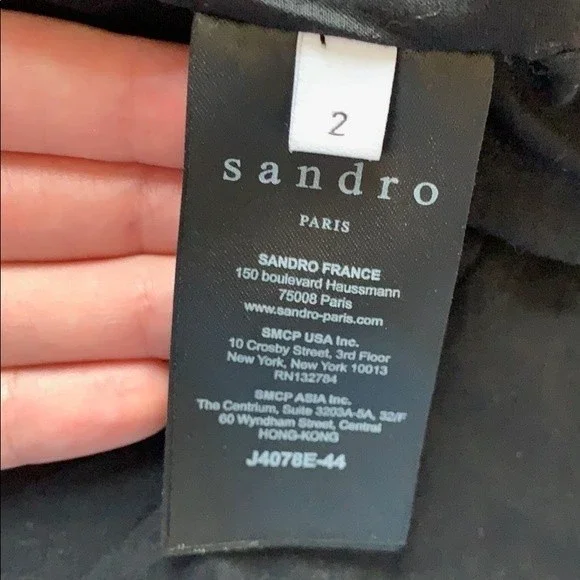 2
sandro
PARIS
SANDRO FRANCE
150 boulevard Haussmann
75008 Paris
www.sandro-paris.com
SMCP USA Inc.
10 Crosby Street, 3rd Floor
New York, New York 10013
RN132784
SMCP ASIA Inc.
The Centrium, Suite 3203A-5A, 32/F
60 Wyndham Street, Central
HONG-KONG
J4078E-44